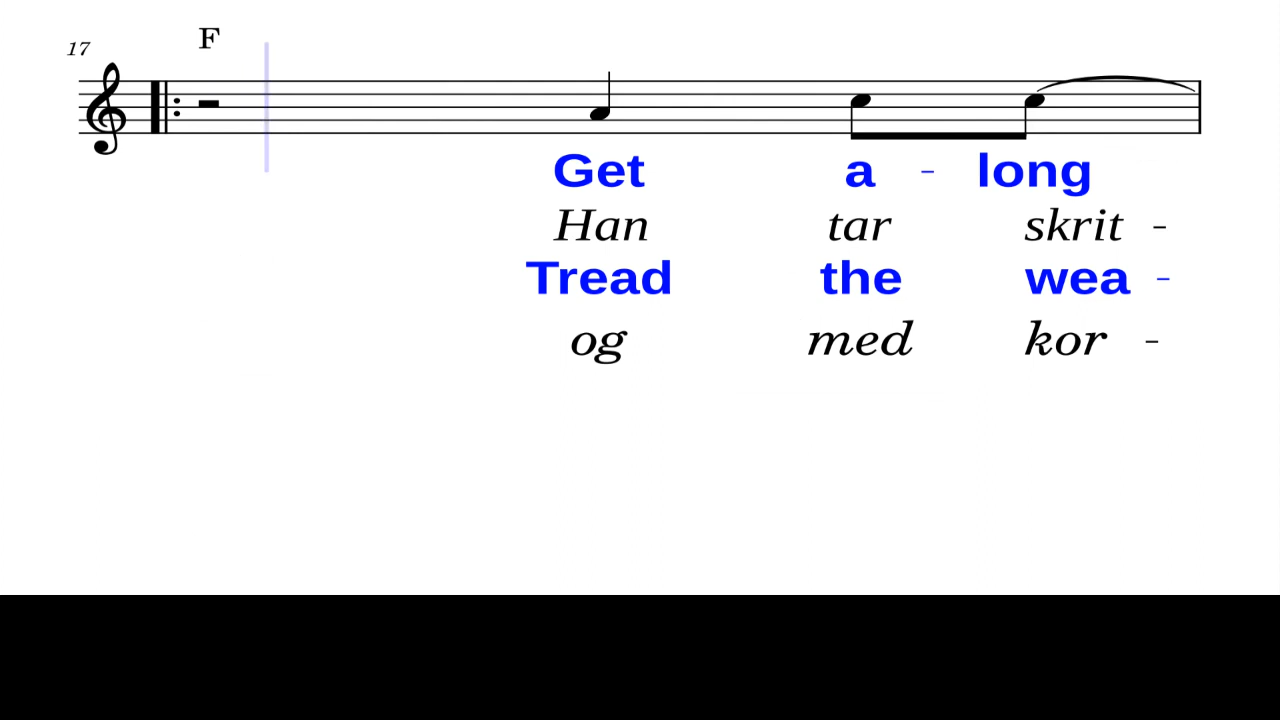 17
F
Get a - long
Han tar skrit -
Tread the wea -
og med kor -